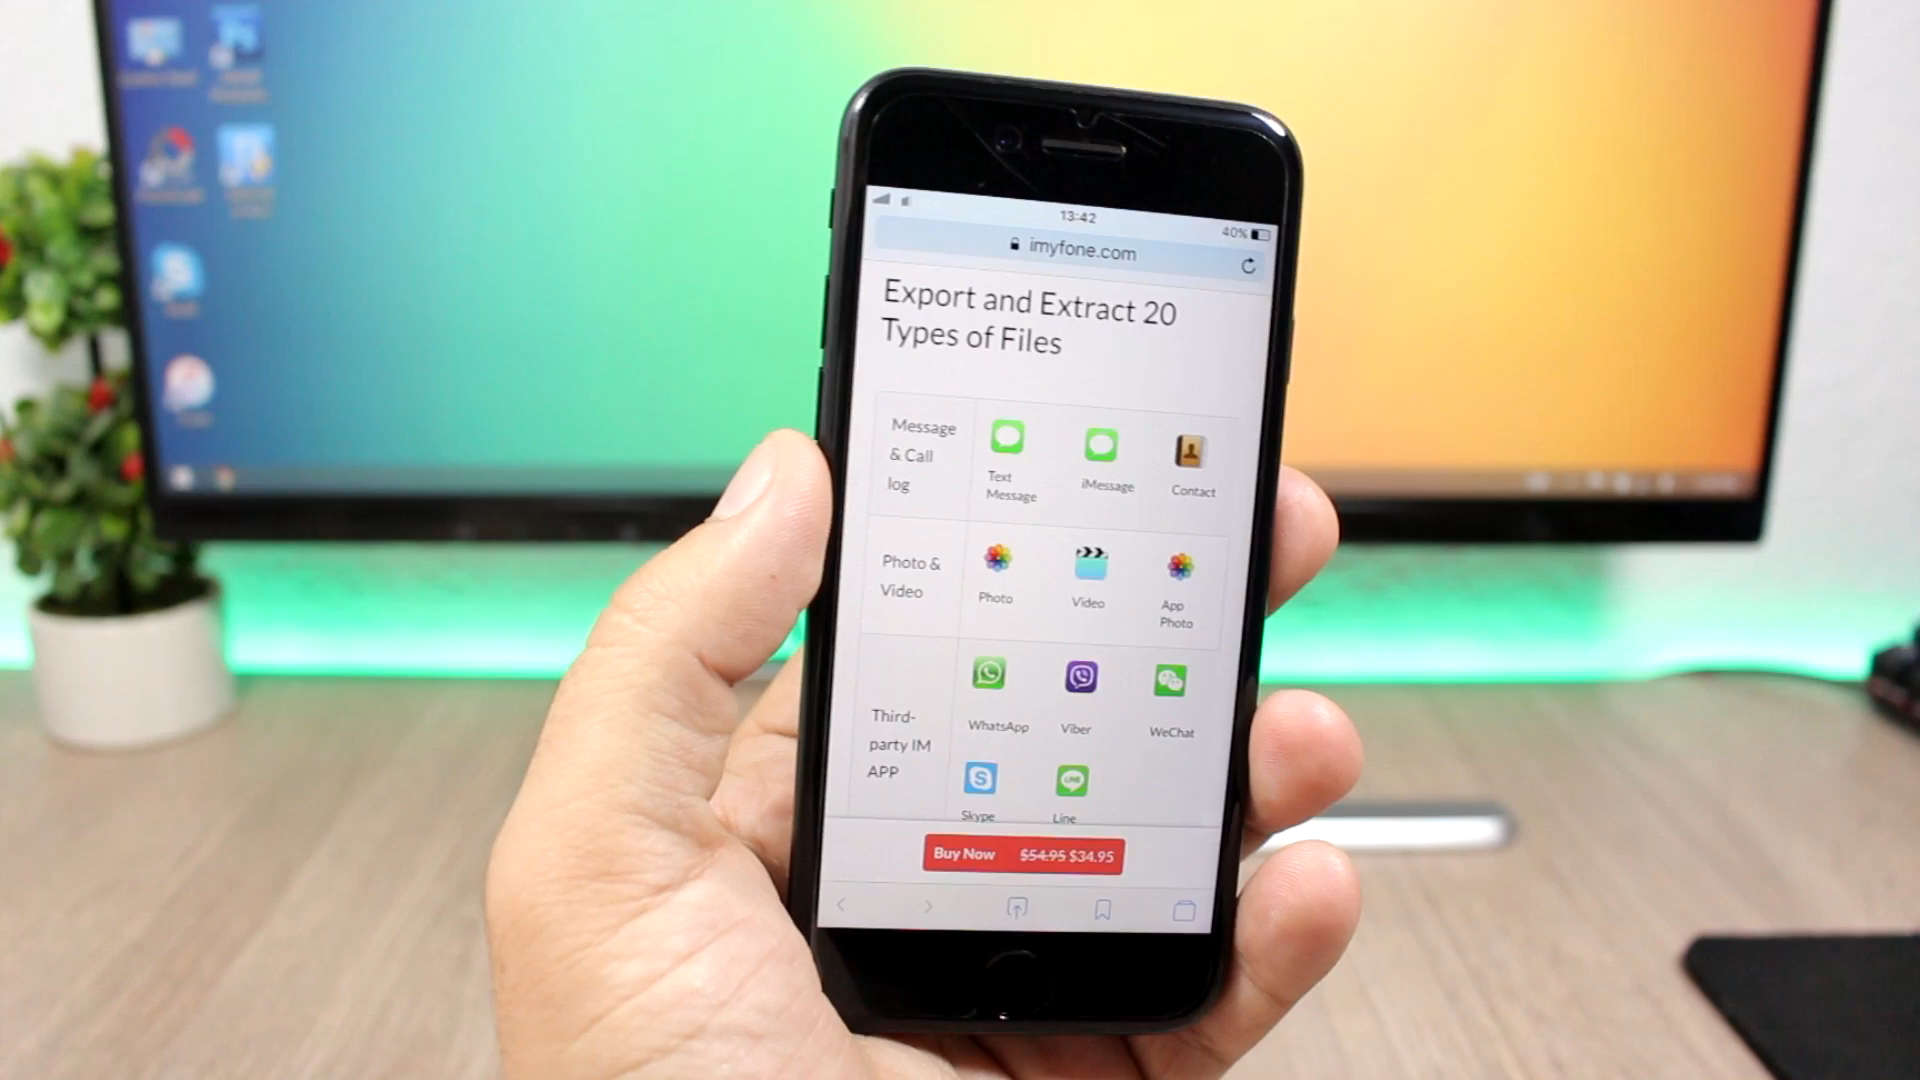 13:42
40%
imyfone.com
Export and Extract 20
Types of Files
Message
& Call
log
Text
Message
iMessage
Contact
Photo &
Video
Photo
Video
App
Photo
Third-
party IM
APP
WhatsApp
Viber
WeChat
S
Skype
LINE
Line
Buy Now $54.95 $34.95